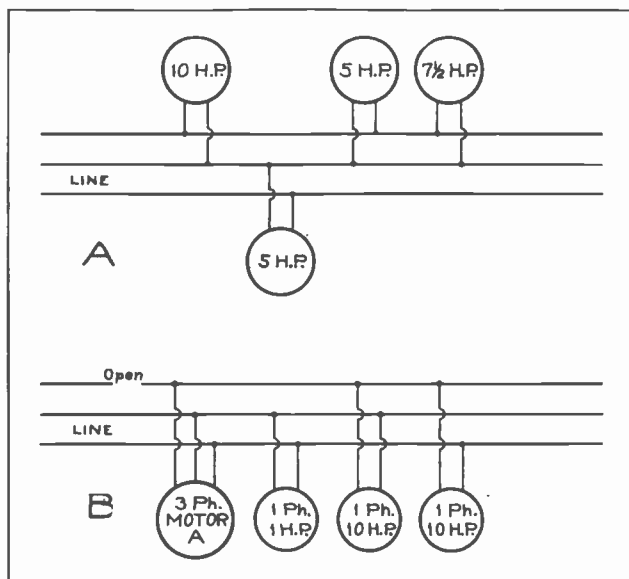 10 H.P.
5 H.P.
7½ H.P.
LINE
5 H.P.
A
Open
LINE
B
3 Ph.
MOTOR
A
1 Ph.
1 H.P.
1 Ph.
10 H.P.
1 Ph.
10 H.P.